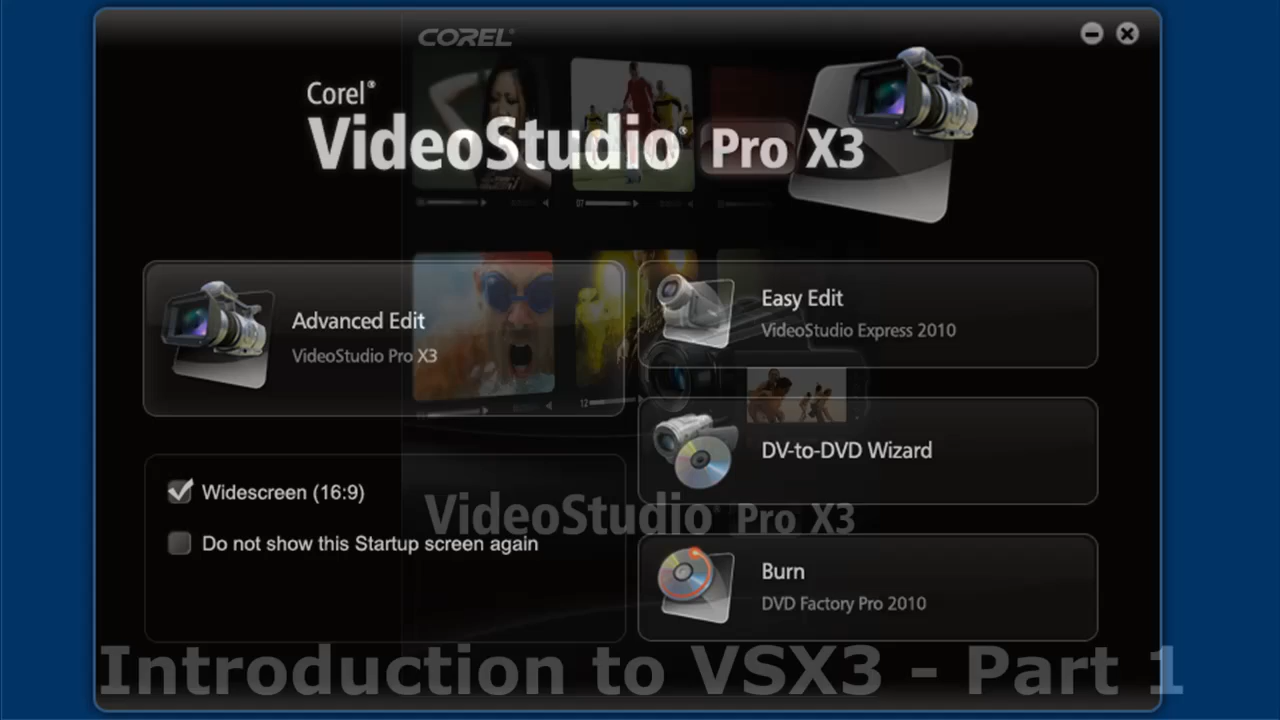 COREL®
Corel®
VideoStudio® Pro X3
Advanced Edit
VideoStudio Pro X3
Easy Edit
VideoStudio Express 2010
DV-to-DVD Wizard
Widescreen (16:9)
Do not show this Startup screen again
VideoStudio® Pro X3
Burn
DVD Factory Pro 2010
Introduction to VSX3 - Part 1